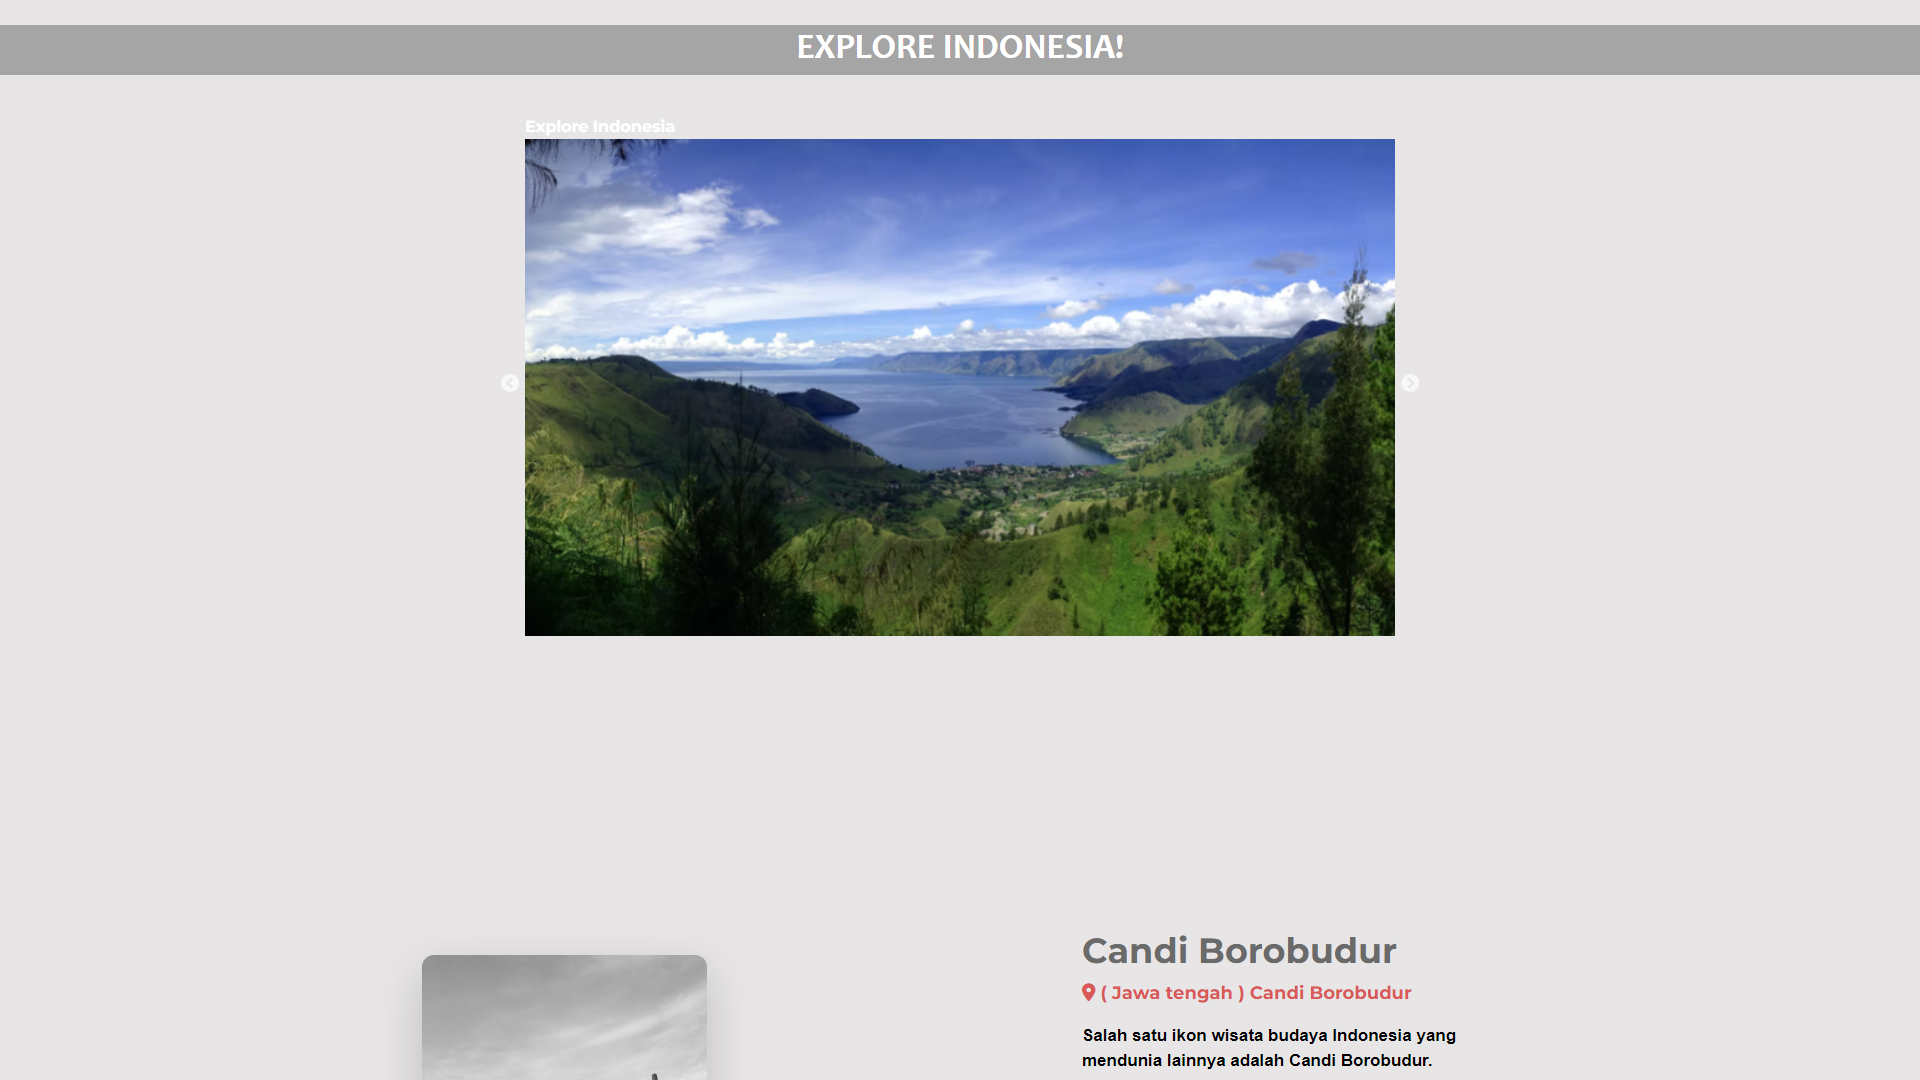 EXPLORE INDONESIA!
Explore Indonesia
Candi Borobudur
( Jawa tengah ) Candi Borobudur
Salah satu ikon wisata budaya Indonesia yang
mendunia lainnya adalah Candi Borobudur.